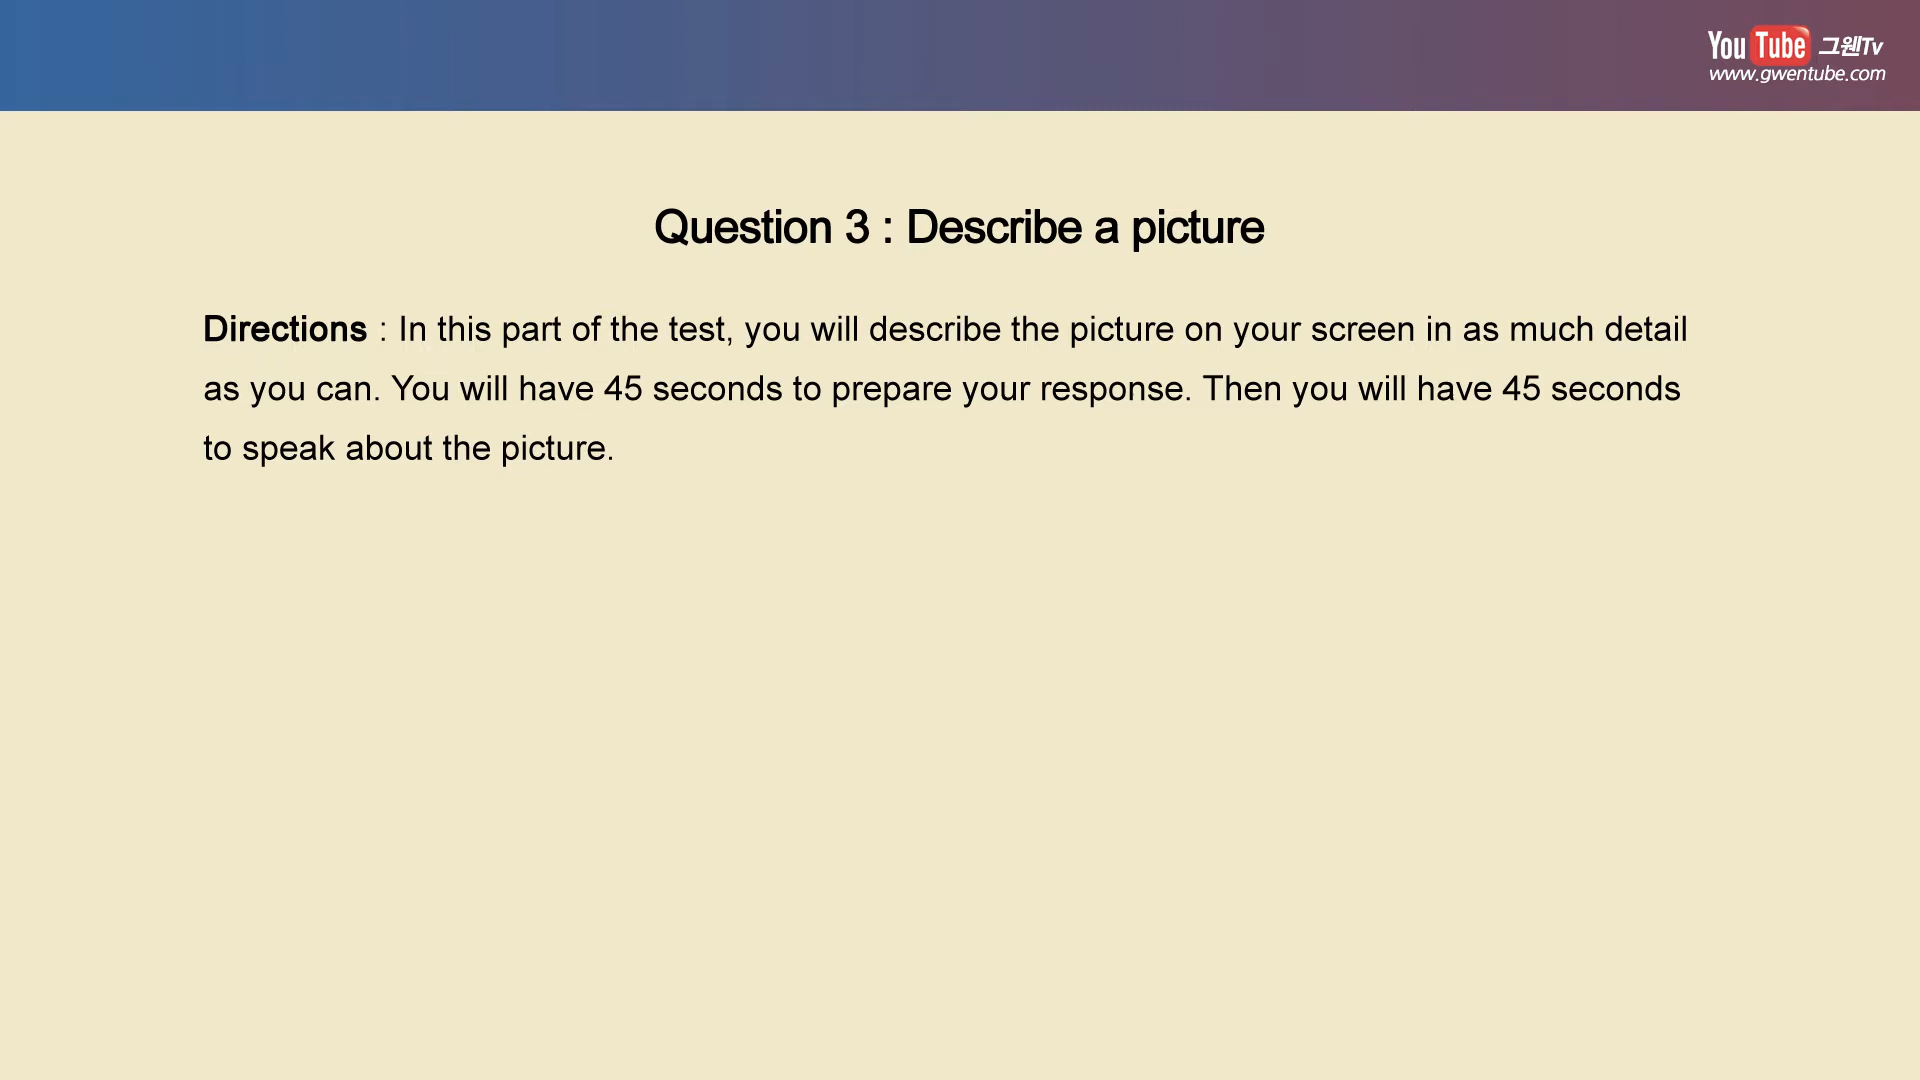 YouTube 그웬Tv
www.gwentube.com
Question 3 : Describe a picture
Directions : In this part of the test, you will describe the picture on your screen in as much detail
as you can. You will have 45 seconds to prepare your response. Then you will have 45 seconds
to speak about the picture.